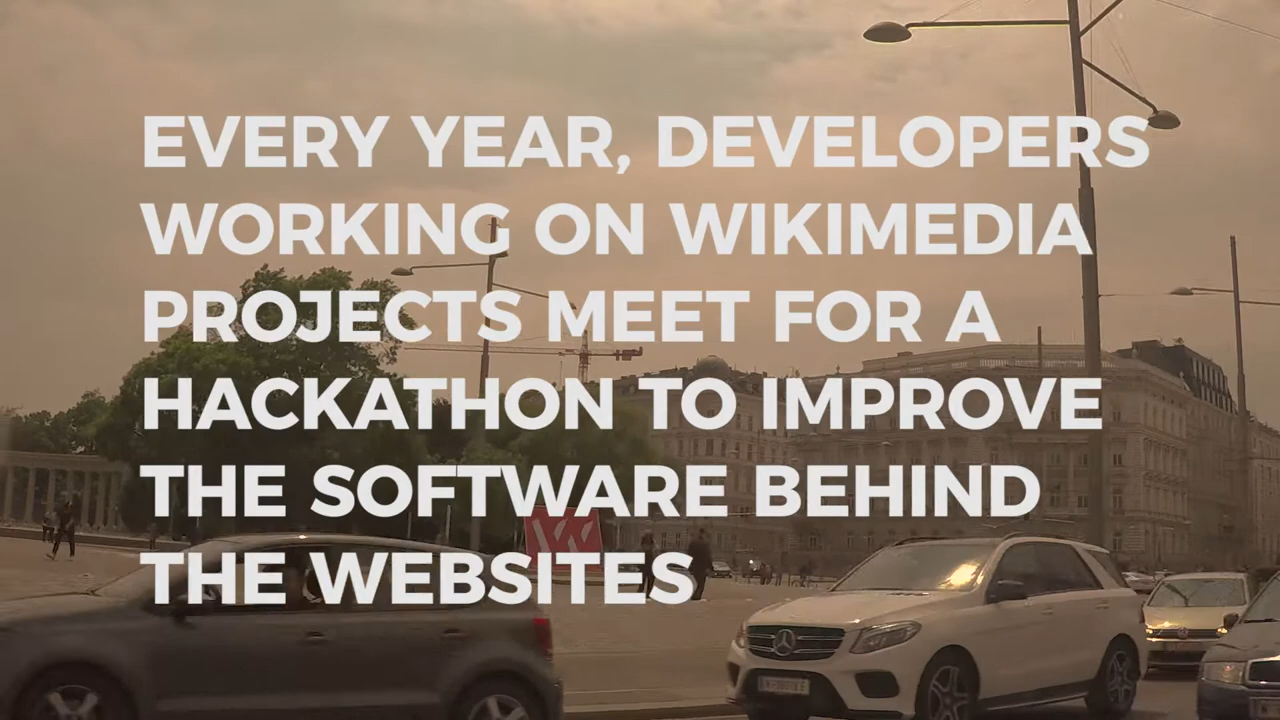 EVERY YEAR, DEVELOPERS
WORKING ON WIKIMEDIA
PROJECTS MEET FOR A
HACKATHON TO IMPROVE
THE SOFTWARE BEHIND
THE WEBSITES